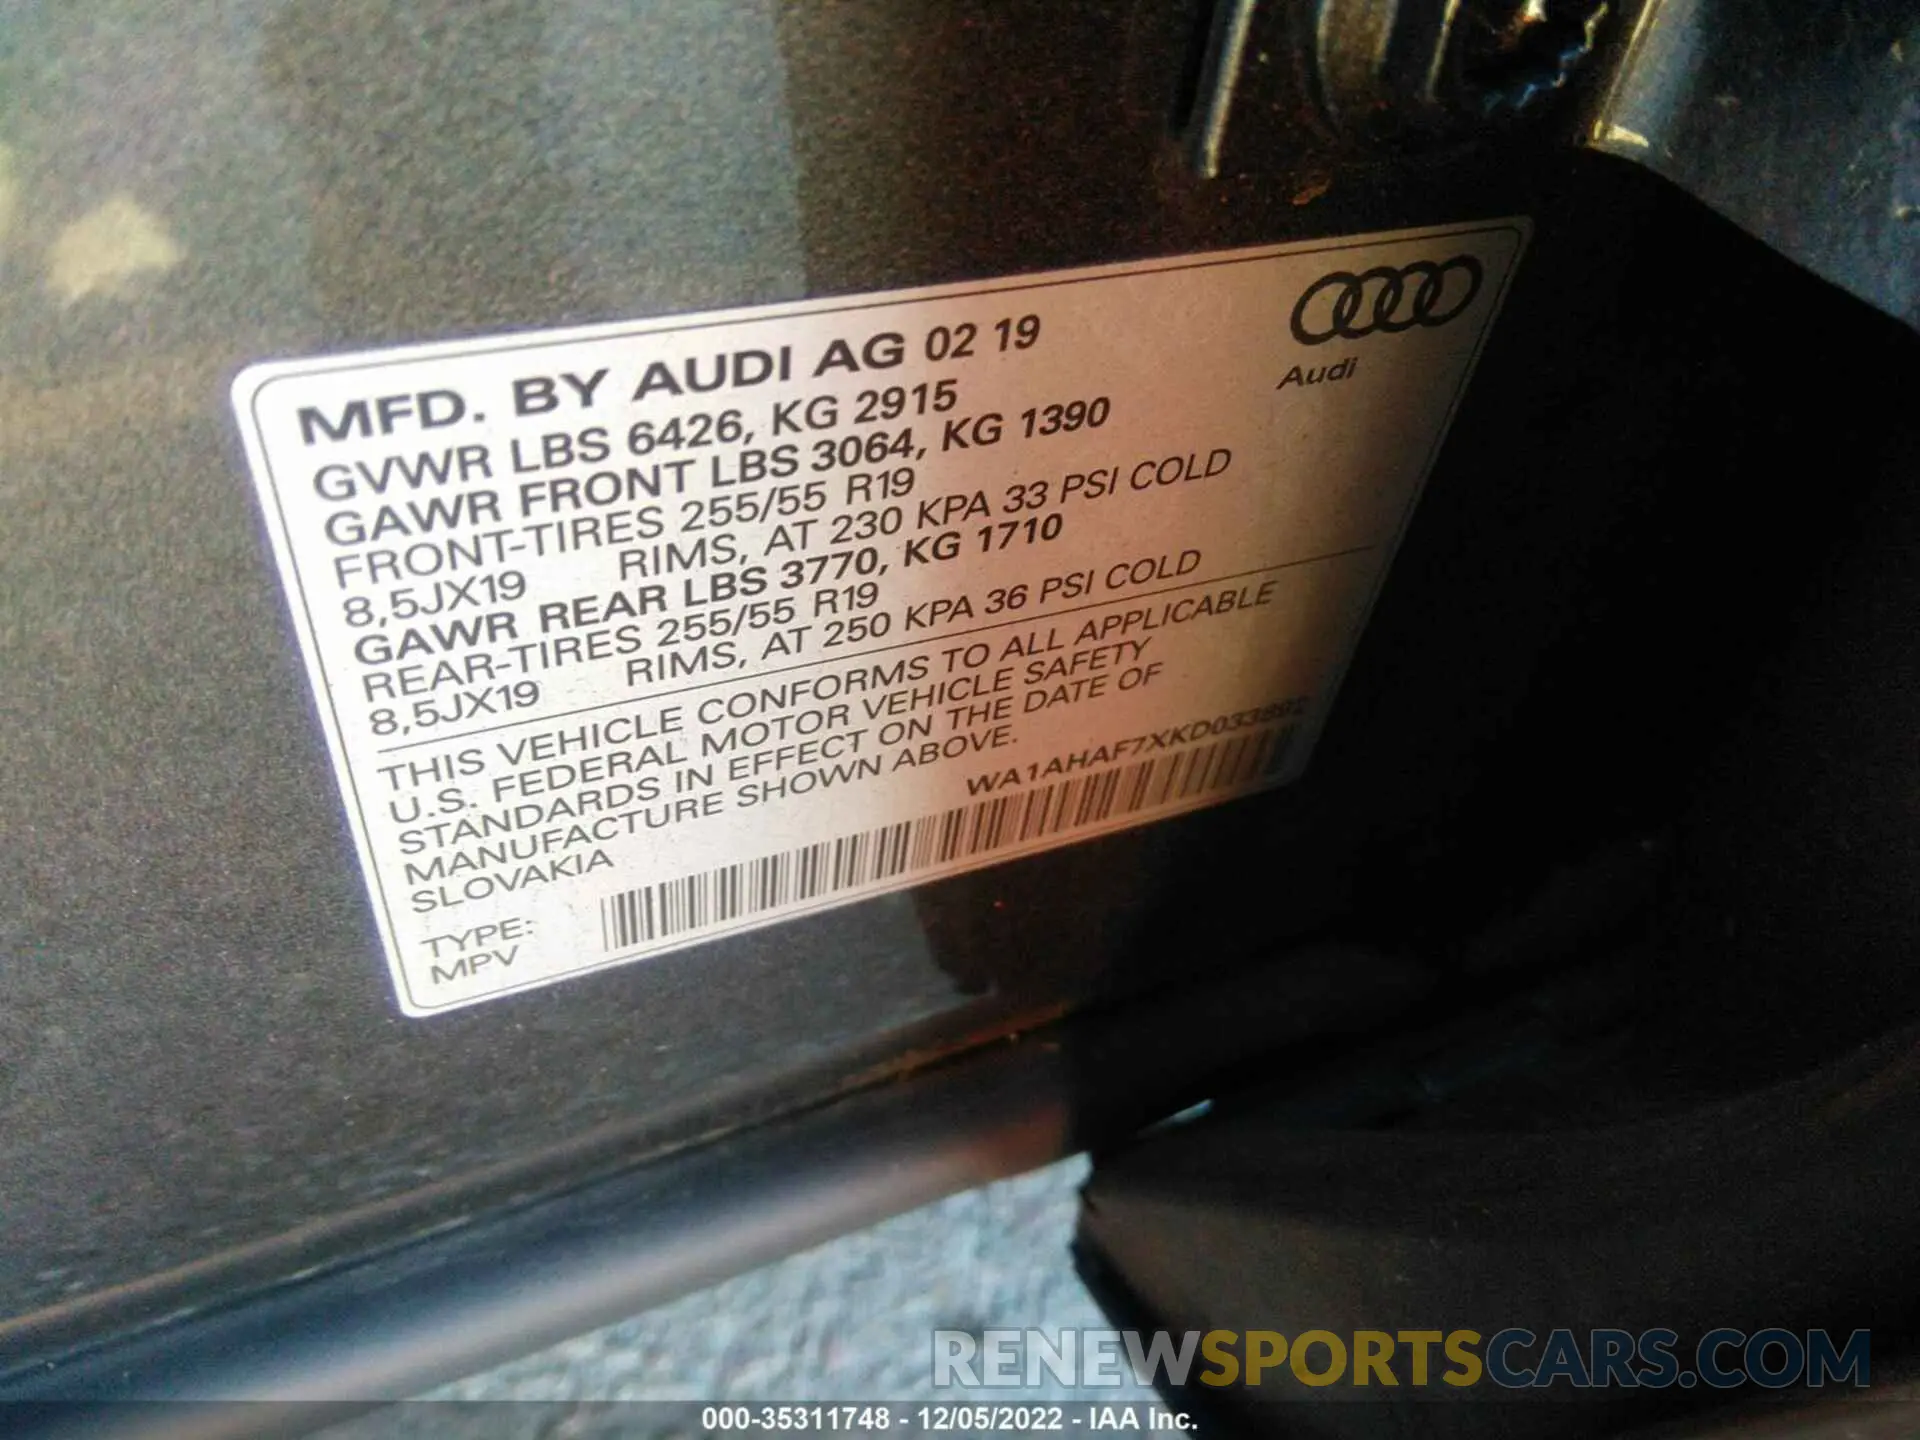 MFD. BY AUDI AG 02 19
Audi
GVWR LBS 6426, KG 2915
GAWR FRONT LBS 3064, KG 1390
FRONT-TIRES 255/55 R19
8,5JX19 RIMS, AT 230 KPA 33 PSI COLD
GAWR REAR LBS 3770, KG 1710
REAR-TIRES 255/55 R19
8,5JX19 RIMS, AT 250 KPA 36 PSI COLD
THIS VEHICLE CONFORMS TO ALL APPLICABLE
U.S. FEDERAL MOTOR VEHICLE SAFETY
STANDARDS IN EFFECT ON THE DATE OF
MANUFACTURE SHOWN ABOVE.
SLOVAKIA
TYPE:
MPV
RENEWSPORTSCARS.COM
000-35311748 - 12/05/2022 - IAA Inc.